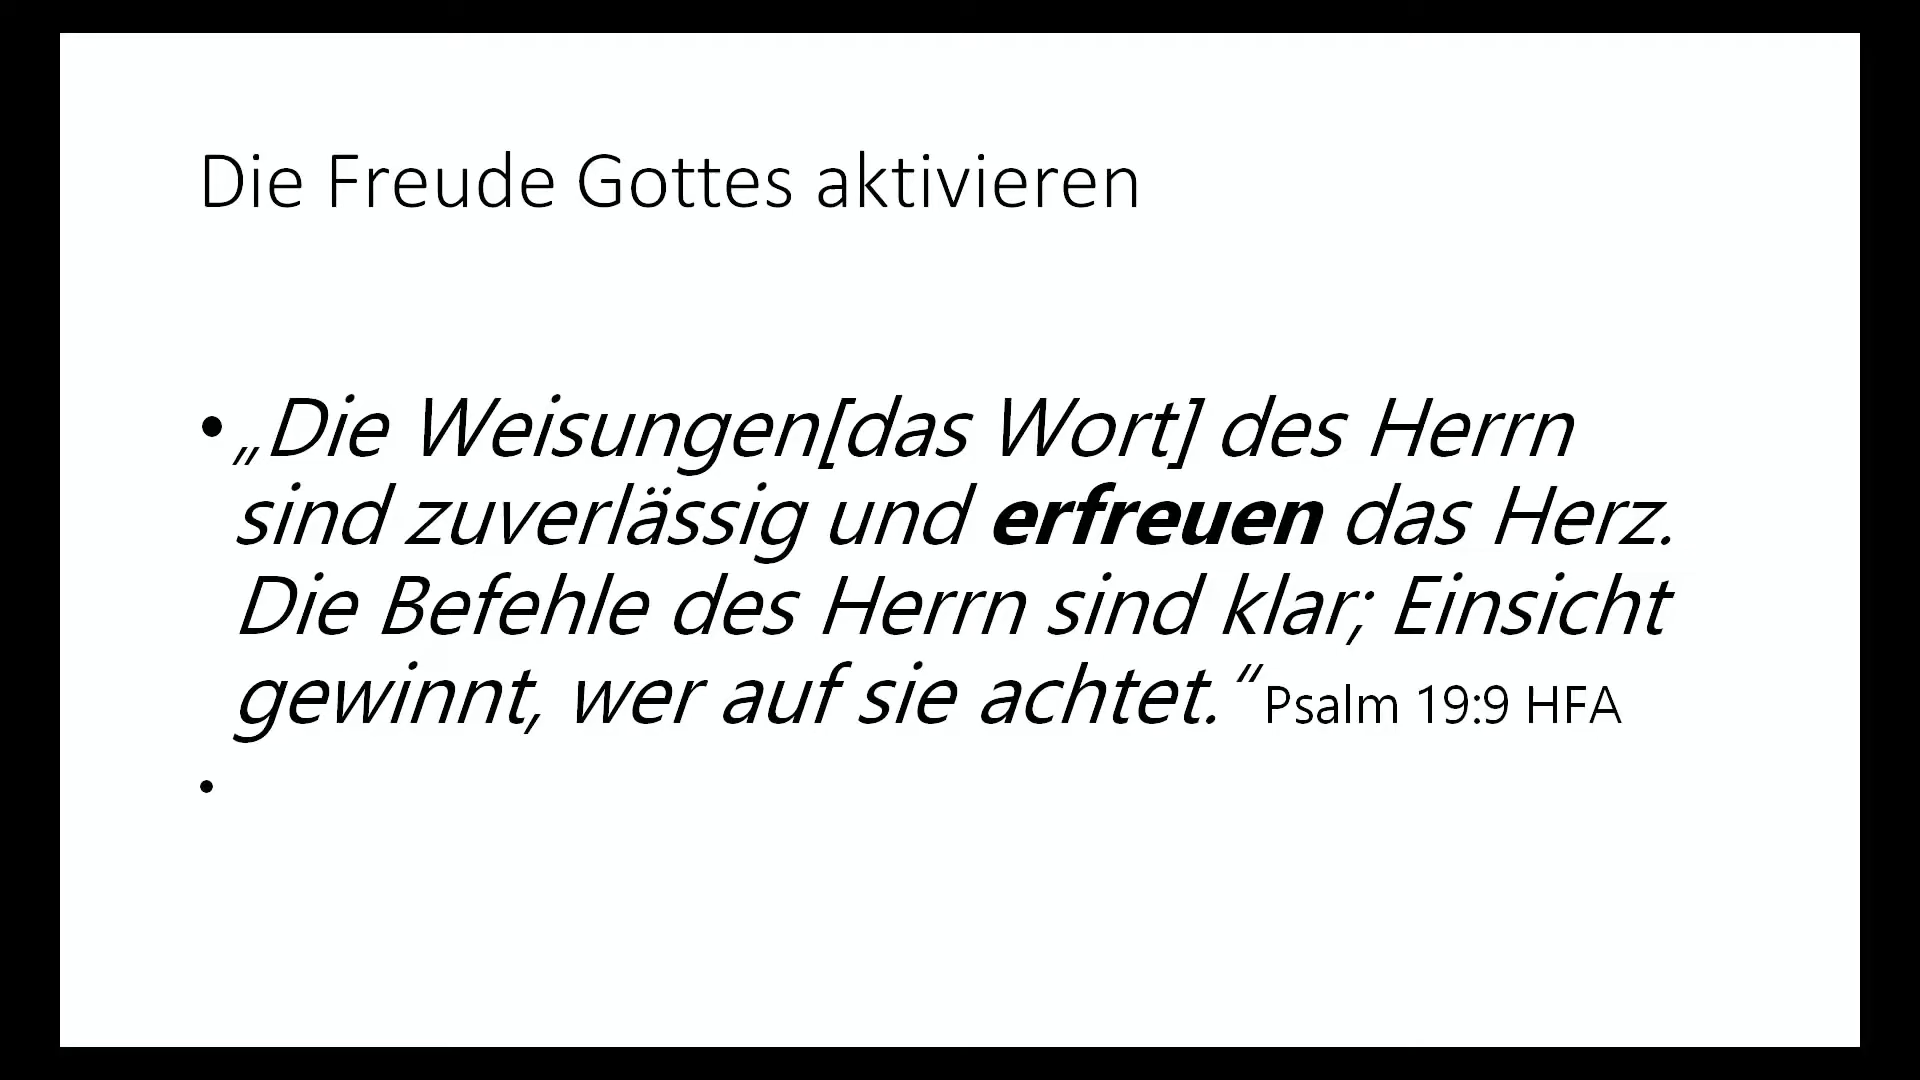 Die Freude Gottes aktivieren
• „Die Weisungen[das Wort] des Herrn
sind zuverlässig und erfreuen das Herz.
Die Befehle des Herrn sind klar; Einsicht
gewinnt, wer auf sie achtet.“ Psalm 19:9 HFA
•